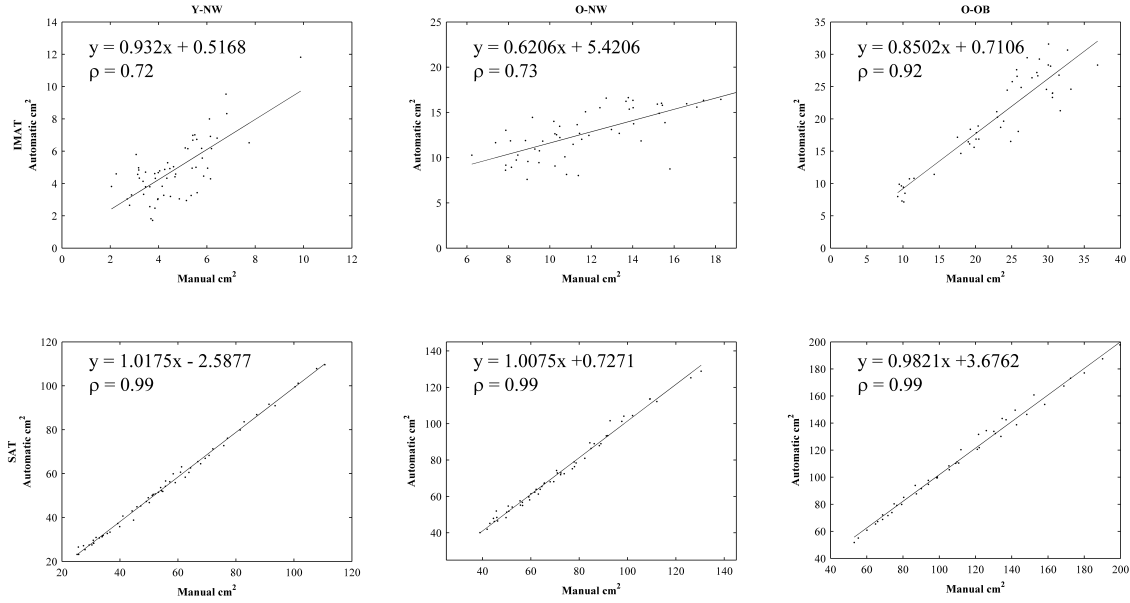 Y-NW
O-NW
O-OB
14
12
10
8
6
4
2
0
0 2 4 6 8 10 12
y = 0.932x + 0.5168
ρ = 0.72
IMAT
Automatic cm²
Manual cm²
25
20
15
10
5
0
6 8 10 12 14 16 18
y = 0.6206x + 5.4206
ρ = 0.73
Automatic cm²
Manual cm²
35
30
25
20
15
10
5
0
0 5 10 15 20 25 30 35 40
y = 0.8502x + 0.7106
ρ = 0.92
Automatic cm²
Manual cm²
120
100
80
60
40
20
20 40 60 80 100 120
y = 1.0175x - 2.5877
ρ = 0.99
SAT
Automatic cm²
Manual cm²
140
120
100
80
60
40
40 60 80 100 120 140
y = 1.0075x +0.7271
ρ = 0.99
Automatic cm²
Manual cm²
200
180
160
140
120
100
80
60
40
40 60 80 100 120 140 160 180 200
y = 0.9821x +3.6762
ρ = 0.99
Automatic cm²
Manual cm²